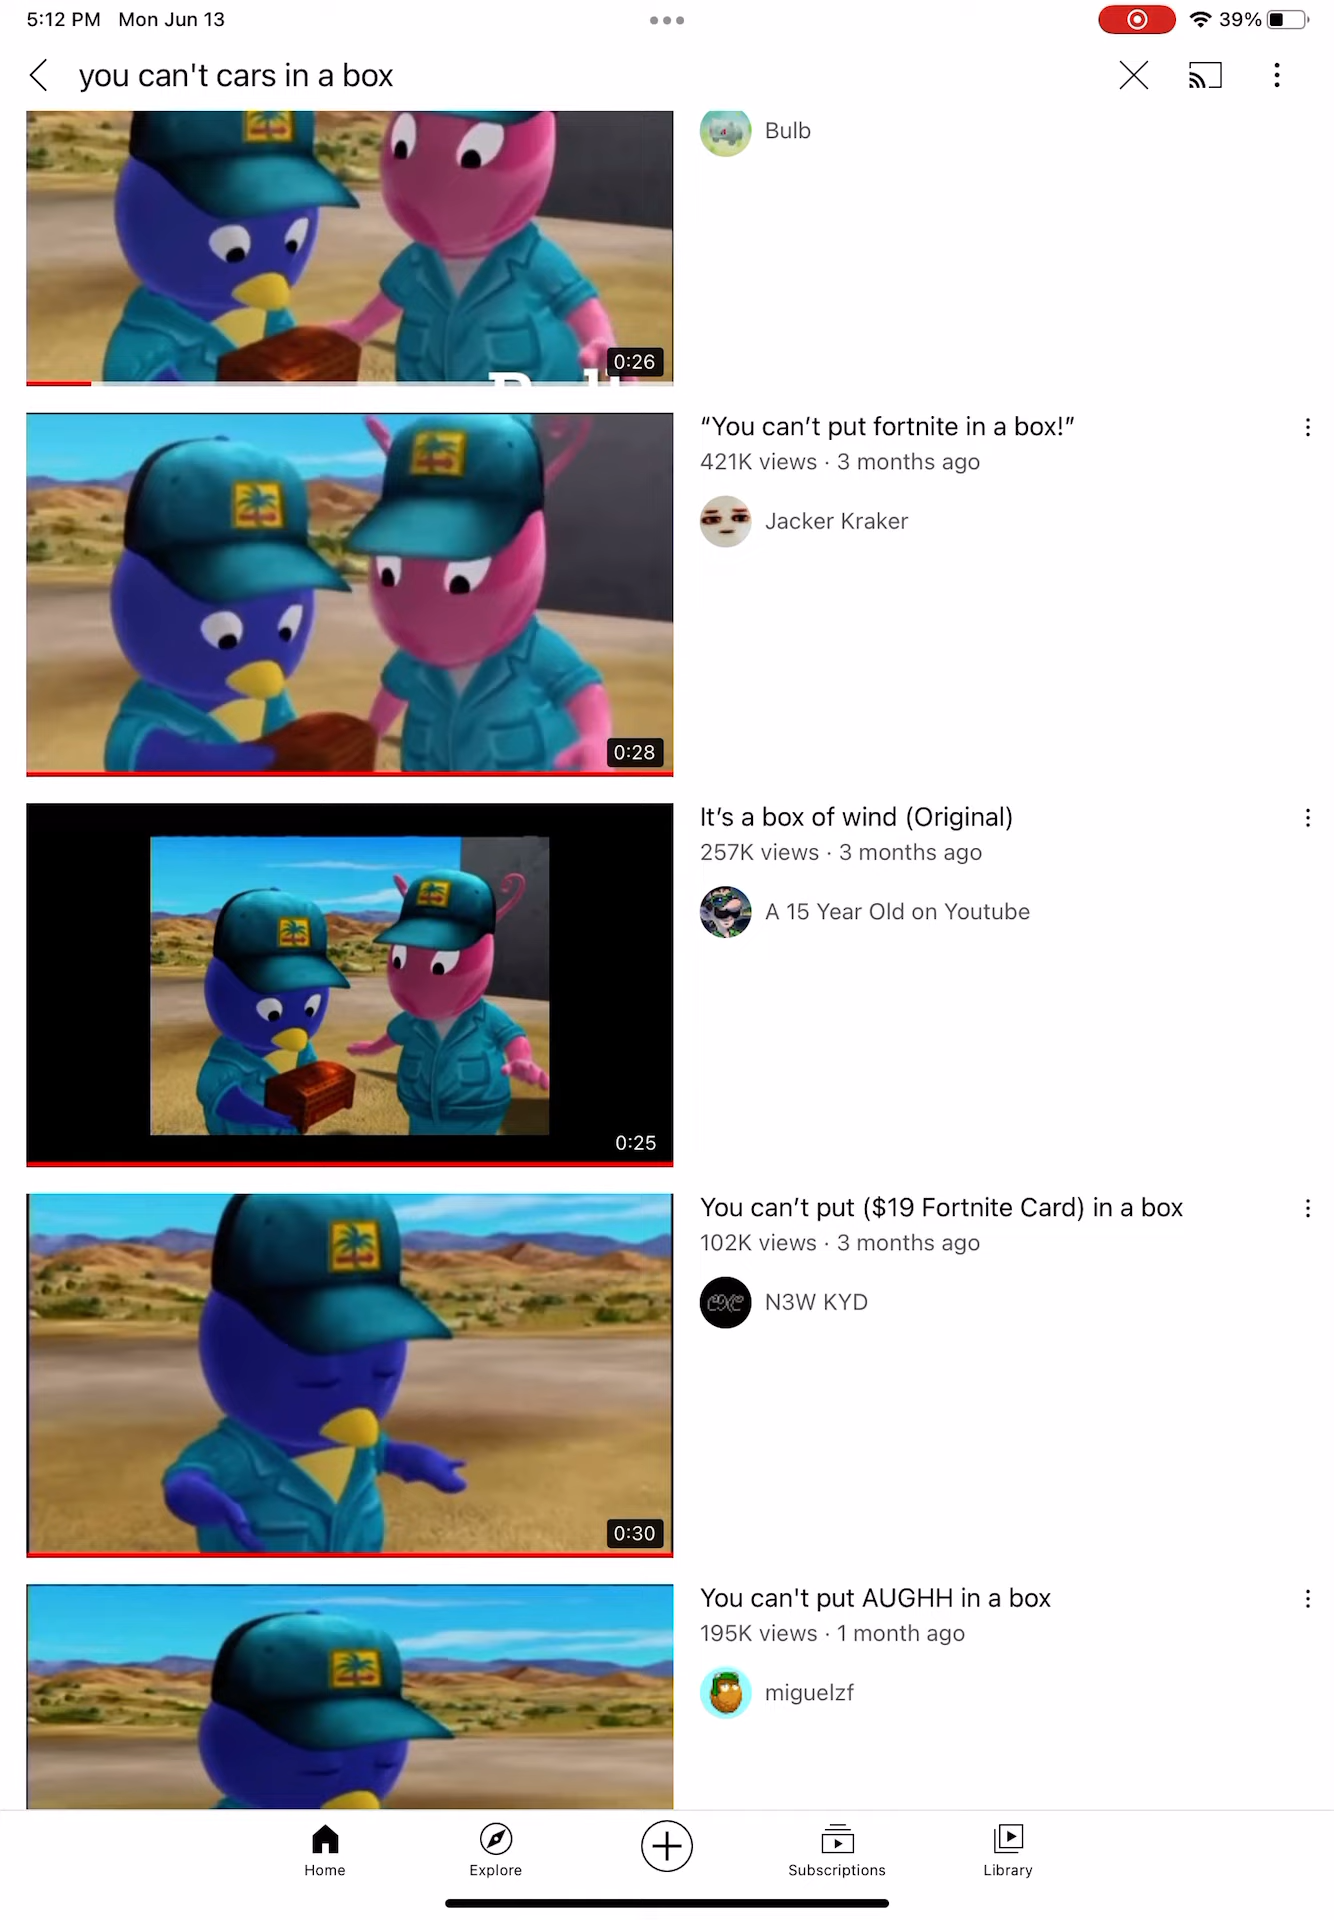 5:12 PM Mon Jun 13
39%
you can't cars in a box
Bulb
0:26
“You can’t put fortnite in a box!”
421K views · 3 months ago
Jacker Kraker
0:28
It’s a box of wind (Original)
257K views · 3 months ago
A 15 Year Old on Youtube
0:25
You can’t put ($19 Fortnite Card) in a box
102K views · 3 months ago
N3W KYD
0:30
You can't put AUGHH in a box
195K views · 1 month ago
miguelzf
Home
Explore
Subscriptions
Library